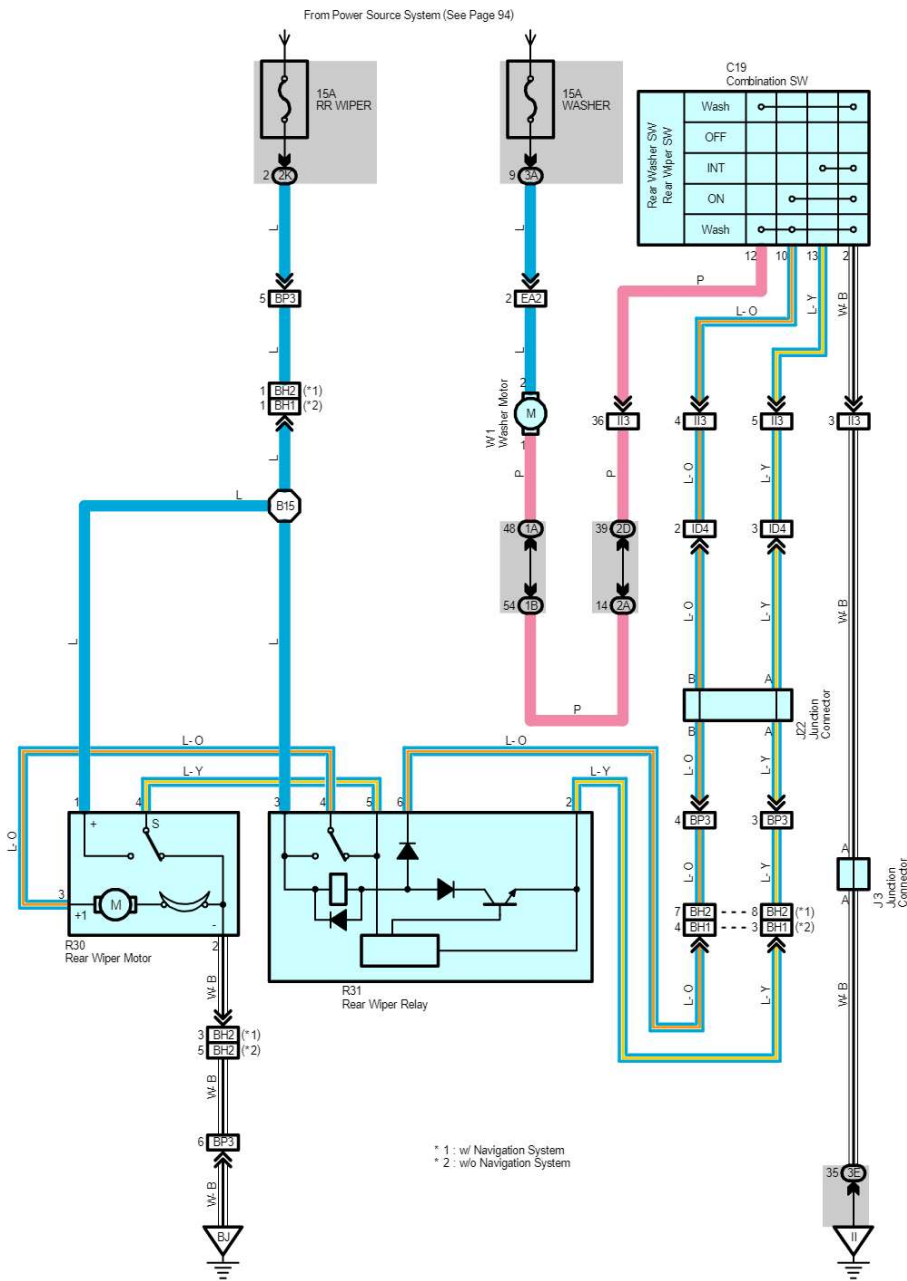 From Power Source System (See Page 94)
15A
RR WIPER
2 2K
15A
WASHER
9 3A
C19
Combination SW
Rear Washer SW
Rear Wiper SW
Wash
OFF
INT
ON
Wash
12 10 13 2
L
L
P
L-O
L-Y
W-B
5 BP3
2 EA2
L
L
1 BH2 (*1)
1 BH1 (*2)
2
M
1
W1
Washer Motor
36 II3
4 II3
5 II3
3 II3
L
P
P
L-O
L-Y
L
B15
48 1A
39 2D
2 ID4
3 ID4
54 1B
14 2A
L
L
L-O
L-Y
W-B
P
B A
B A
J22
Junction
Connector
L-O
L-Y
L-O
L-Y
L-O
L-Y
1 4
3 4 5 6 2
4 BP3
3 BP3
L-O
+ S
3
+1
M
-
2
R30
Rear Wiper Motor
R31
Rear Wiper Relay
L-O
L-Y
A
A
J3
Junction
Connector
7 BH2 8 BH2 (*1)
4 BH1 3 BH1 (*2)
W-B
L-O
L-Y
W-B
3 BH2 (*1)
5 BH2 (*2)
W-B
6 BP3
W-B
BJ
* 1 : w/ Navigation System
* 2 : w/o Navigation System
35 3E
II